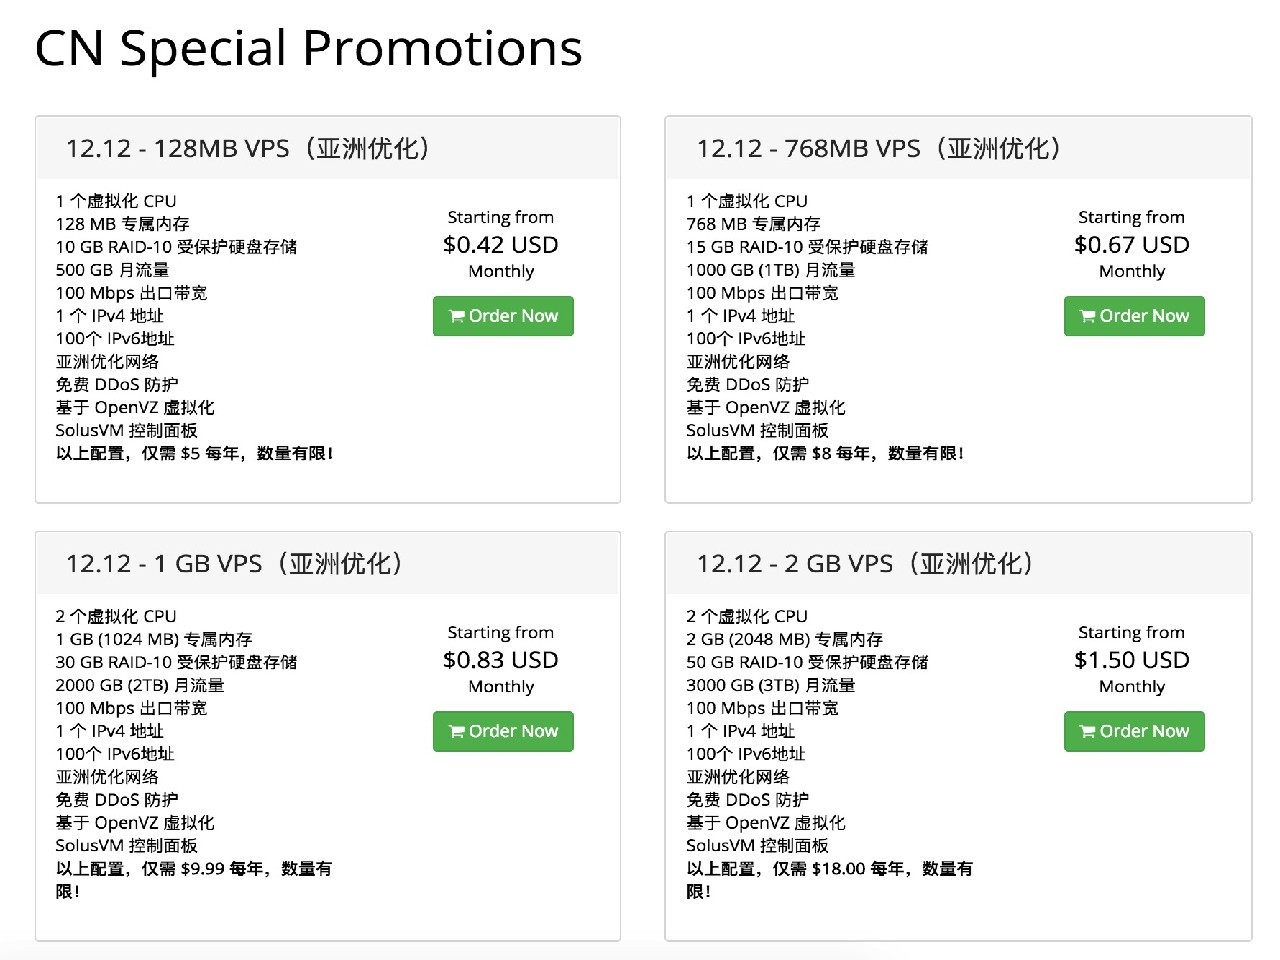 CN Special Promotions
12.12 - 128MB VPS（亚洲优化）
1 个虚拟化 CPU
128 MB 专属内存
10 GB RAID-10 受保护硬盘存储
500 GB 月流量
100 Mbps 出口带宽
1 个 IPv4 地址
100个 IPv6地址
亚洲优化网络
免费 DDoS 防护
基于 OpenVZ 虚拟化
SolusVM 控制面板
以上配置，仅需 $5 每年，数量有限！
Starting from
$0.42 USD
Monthly
Order Now
12.12 - 768MB VPS（亚洲优化）
1 个虚拟化 CPU
768 MB 专属内存
15 GB RAID-10 受保护硬盘存储
1000 GB (1TB) 月流量
100 Mbps 出口带宽
1 个 IPv4 地址
100个 IPv6地址
亚洲优化网络
免费 DDoS 防护
基于 OpenVZ 虚拟化
SolusVM 控制面板
以上配置，仅需 $8 每年，数量有限！
Starting from
$0.67 USD
Monthly
Order Now
12.12 - 1 GB VPS（亚洲优化）
2 个虚拟化 CPU
1 GB (1024 MB) 专属内存
30 GB RAID-10 受保护硬盘存储
2000 GB (2TB) 月流量
100 Mbps 出口带宽
1 个 IPv4 地址
100个 IPv6地址
亚洲优化网络
免费 DDoS 防护
基于 OpenVZ 虚拟化
SolusVM 控制面板
以上配置，仅需 $9.99 每年，数量有
限！
Starting from
$0.83 USD
Monthly
Order Now
12.12 - 2 GB VPS（亚洲优化）
2 个虚拟化 CPU
2 GB (2048 MB) 专属内存
50 GB RAID-10 受保护硬盘存储
3000 GB (3TB) 月流量
100 Mbps 出口带宽
1 个 IPv4 地址
100个 IPv6地址
亚洲优化网络
免费 DDoS 防护
基于 OpenVZ 虚拟化
SolusVM 控制面板
以上配置，仅需 $18.00 每年，数量有
限！
Starting from
$1.50 USD
Monthly
Order Now